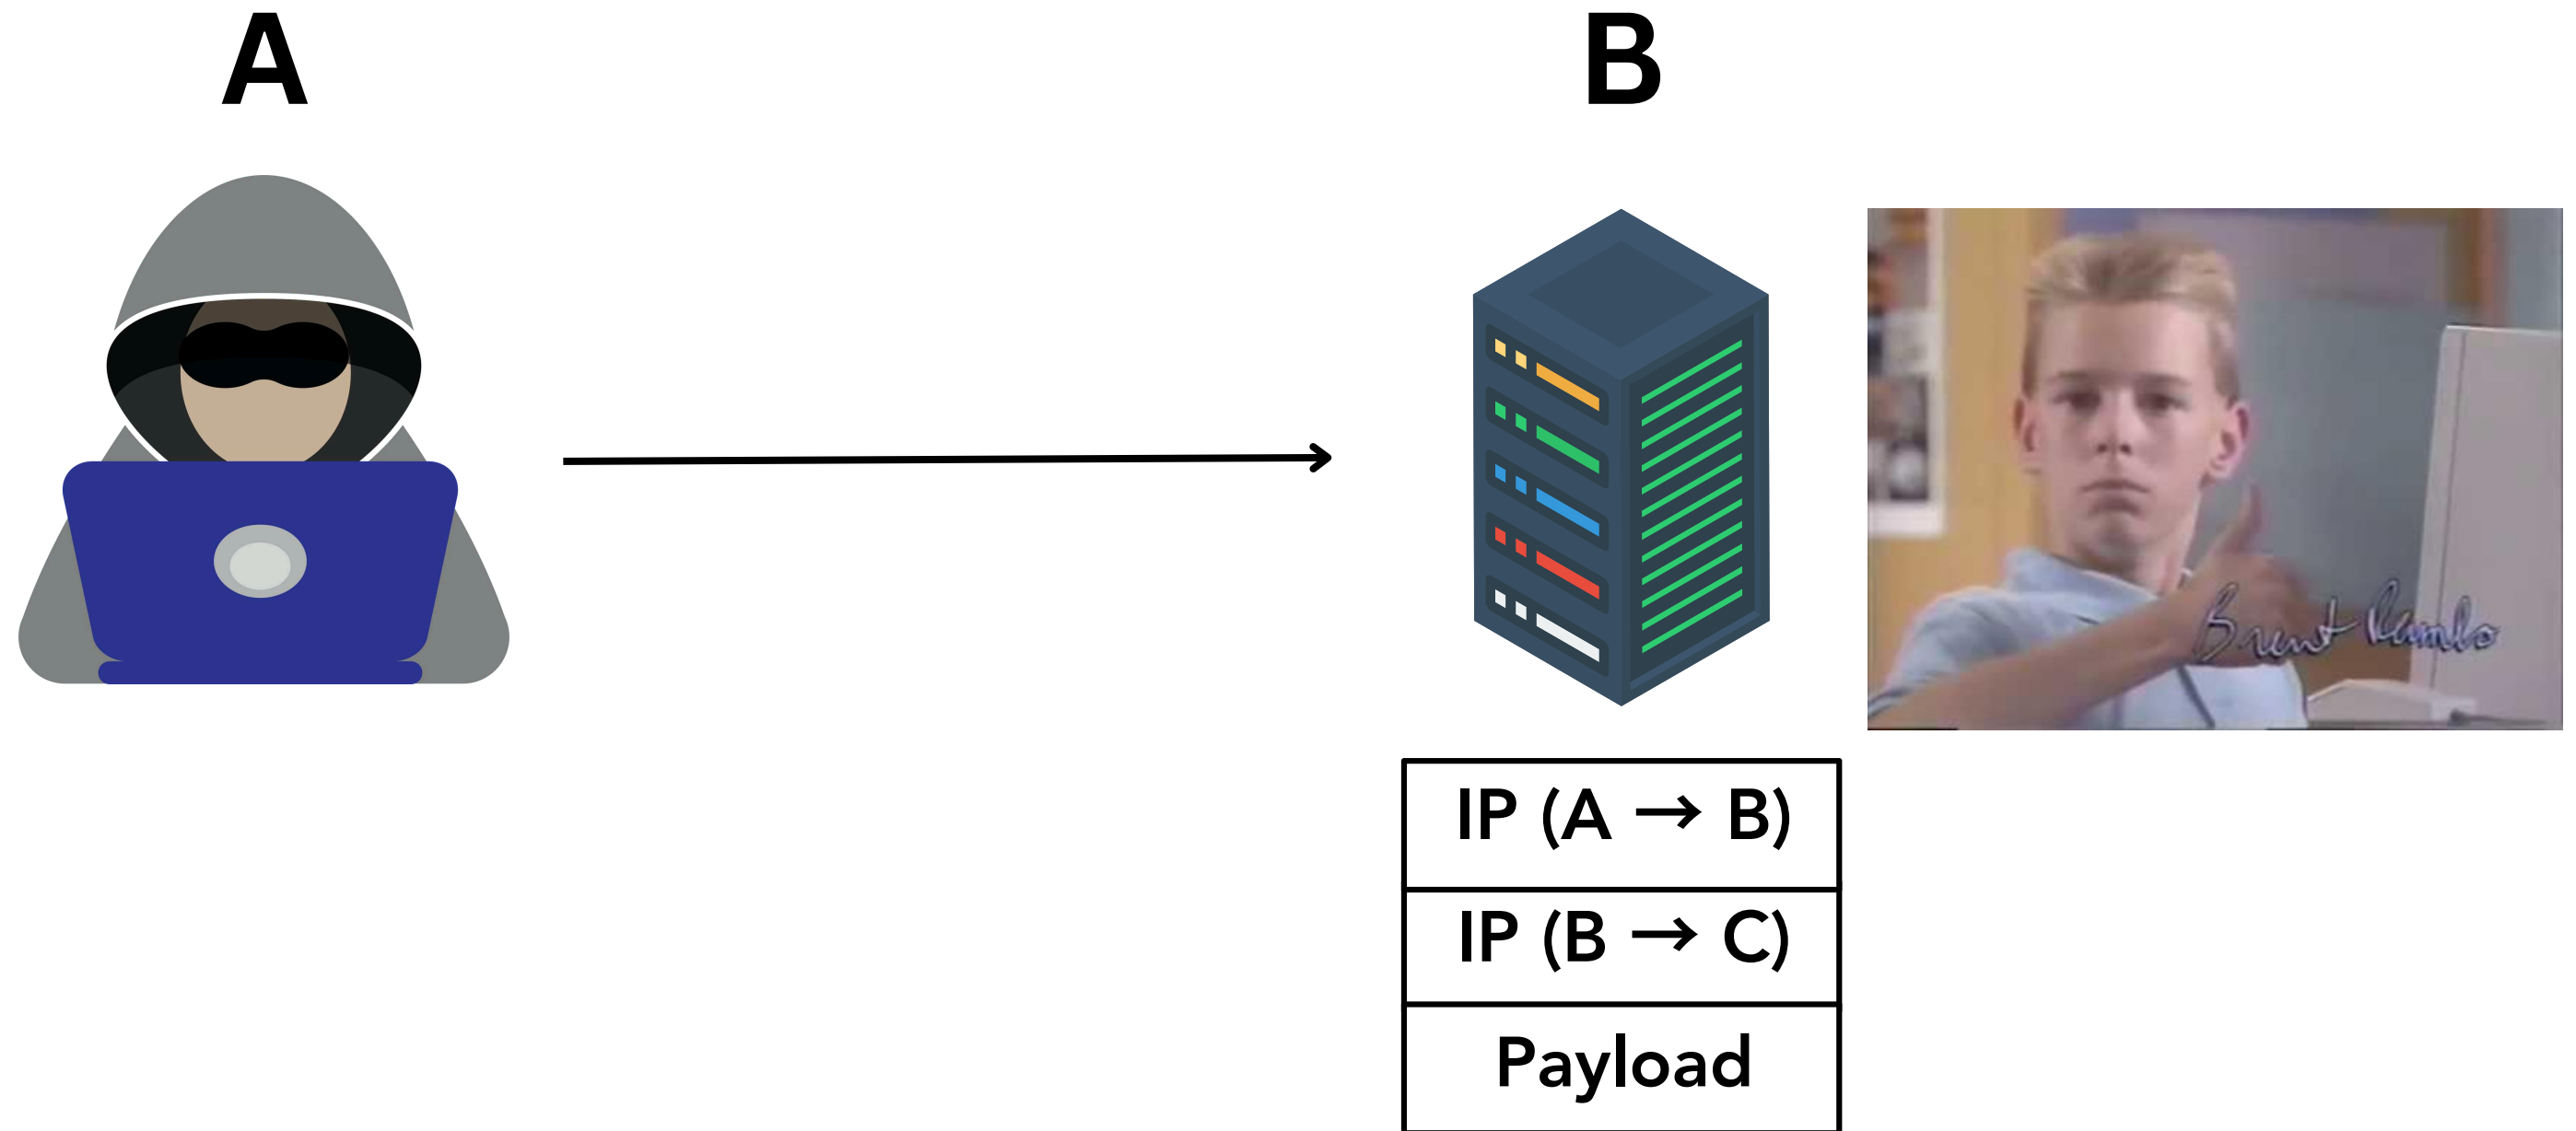 A
B
Brent Rambo
IP (A → B)
IP (B → C)
Payload